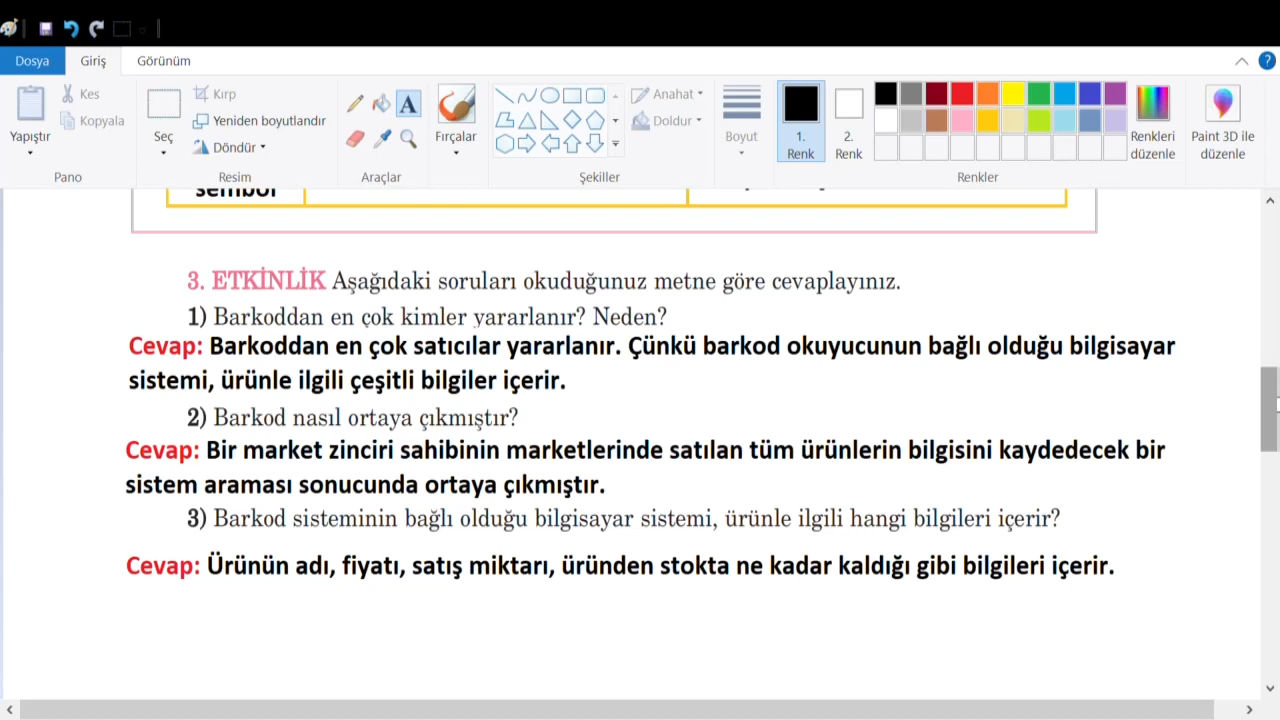 Dosya Giriş Görünüm
Yapıştır
Kes
Kopyala
Pano
Seç
Kırp
Yeniden boyutlandır
Döndür
Resim
A
Araçlar
Fırçalar
Anahat
Doldur
Şekiller
Boyut
1.
Renk
2.
Renk
Renkleri
düzenle
Renkler
Paint 3D ile
düzenle
?
sembol
3. ETKİNLİK Aşağıdaki soruları okuduğunuz metne göre cevaplayınız.
1) Barkoddan en çok kimler yararlanır? Neden?
Cevap: Barkoddan en çok satıcılar yararlanır. Çünkü barkod okuyucunun bağlı olduğu bilgisayar
sistemi, ürünle ilgili çeşitli bilgiler içerir.
2) Barkod nasıl ortaya çıkmıştır?
Cevap: Bir market zinciri sahibinin marketlerinde satılan tüm ürünlerin bilgisini kaydedecek bir
sistem araması sonucunda ortaya çıkmıştır.
3) Barkod sisteminin bağlı olduğu bilgisayar sistemi, ürünle ilgili hangi bilgileri içerir?
Cevap: Ürünün adı, fiyatı, satış miktarı, üründen stokta ne kadar kaldığı gibi bilgileri içerir.